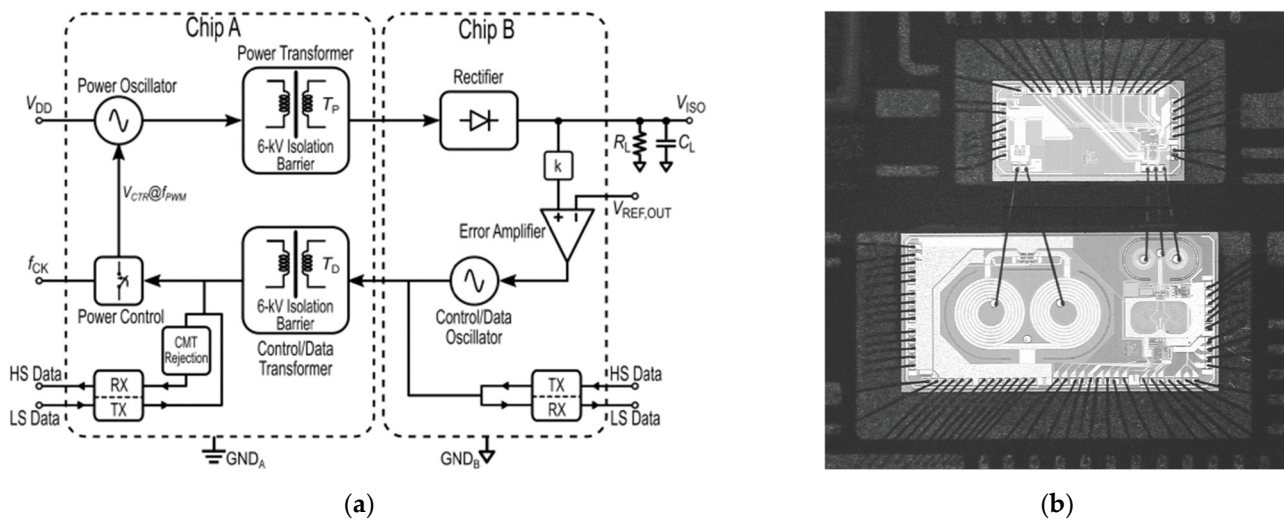 Chip A
Chip B
Power Transformer
Power Oscillator
Rectifier
V_DD
T_P
V_ISO
6-kV Isolation
Barrier
R_L
C_L
k
V_CTR@f_PWM
V_REF,OUT
+ −
Error Amplifier
f_CK
T_D
Power Control
6-kV Isolation
Barrier
Control/Data
Oscillator
CMT
Rejection
Control/Data
Transformer
HS Data
RX
TX
HS Data
LS Data
TX
RX
LS Data
GND_A
GND_B
(a)
(b)